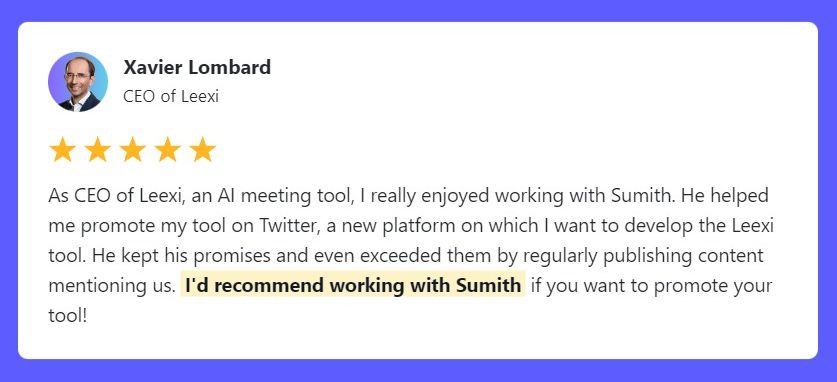 Xavier Lombard
CEO of Leexi
As CEO of Leexi, an AI meeting tool, I really enjoyed working with Sumith. He helped
me promote my tool on Twitter, a new platform on which I want to develop the Leexi
tool. He kept his promises and even exceeded them by regularly publishing content
mentioning us. I'd recommend working with Sumith if you want to promote your
tool!